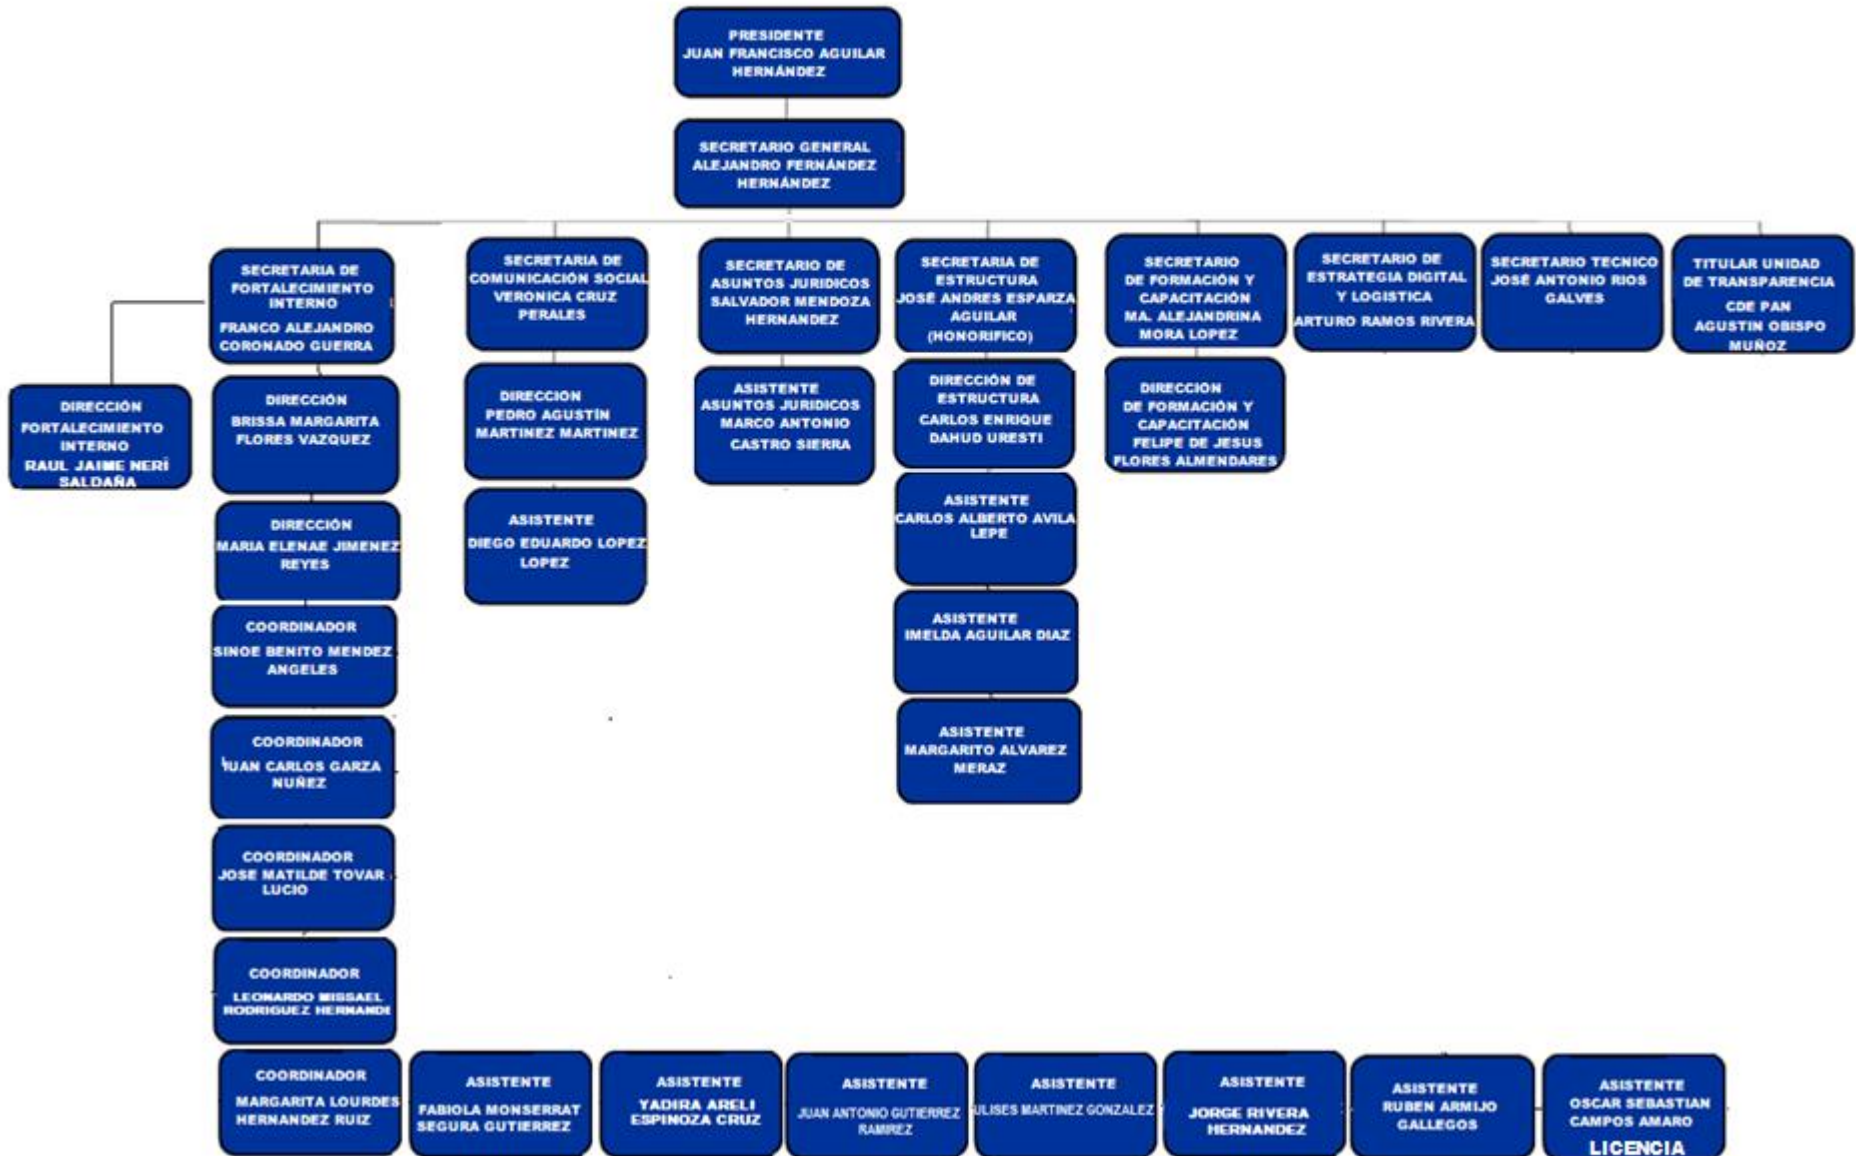 PRESIDENTE
JUAN FRANCISCO AGUILAR
HERNÁNDEZ
SECRETARIO GENERAL
ALEJANDRO FERNÁNDEZ
HERNÁNDEZ
SECRETARIA DE
FORTALECIMIENTO
INTERNO
FRANCO ALEJANDRO
CORONADO GUERRA
SECRETARIA DE
COMUNICACIÓN SOCIAL
VERONICA CRUZ
PERALES
SECRETARIO DE
ASUNTOS JURIDICOS
SALVADOR MENDOZA
HERNANDEZ
SECRETARIA DE
ESTRUCTURA
JOSÉ ANDRES ESPARZA
AGUILAR
(HONORIFICO)
SECRETARIO
DE FORMACIÓN Y
CAPACITACIÓN
MA. ALEJANDRINA
MORA LOPEZ
SECRETARIO DE
ESTRATEGIA DIGITAL
Y LOGISTICA
ARTURO RAMOS RIVERA
SECRETARIO TECNICO
JOSÉ ANTONIO RIOS
GALVES
TITULAR UNIDAD
DE TRANSPARENCIA
CDE PAN
AGUSTIN OBISPO
MUÑOZ
DIRECCIÓN
FORTALECIMIENTO
INTERNO
RAUL JAIME NERÍ
SALDAÑA
DIRECCIÓN
BRISSA MARGARITA
FLORES VAZQUEZ
DIRECCION
PEDRO AGUSTÍN
MARTINEZ MARTINEZ
ASISTENTE
ASUNTOS JURIDICOS
MARCO ANTONIO
CASTRO SIERRA
DIRECCIÓN DE
ESTRUCTURA
CARLOS ENRIQUE
DAHUD URESTI
DIRECCION
DE FORMACIÓN Y
CAPACITACIÓN
FELIPE DE JESUS
FLORES ALMENDARES
DIRECCIÓN
MARIA ELENAE JIMENEZ
REYES
ASISTENTE
DIEGO EDUARDO LOPEZ
LOPEZ
ASISTENTE
CARLOS ALBERTO AVILA
LEPE
COORDINADOR
SINOE BENITO MENDEZ
ANGELES
ASISTENTE
IMELDA AGUILAR DIAZ
COORDINADOR
JUAN CARLOS GARZA
NUÑEZ
ASISTENTE
MARGARITO ALVAREZ
MERAZ
COORDINADOR
JOSE MATILDE TOVAR
LUCIO
COORDINADOR
LEONARDO MISSAEL
RODRIGUEZ HERNANDE
COORDINADOR
MARGARITA LOURDES
HERNANDEZ RUIZ
ASISTENTE
FABIOLA MONSERRAT
SEGURA GUTIERREZ
ASISTENTE
YADIRA ARELI
ESPINOZA CRUZ
ASISTENTE
JUAN ANTONIO GUTIERREZ
RAMIREZ
ASISTENTE
ULISES MARTINEZ GONZALEZ
ASISTENTE
JORGE RIVERA
HERNANDEZ
ASISTENTE
RUBEN ARMIJO
GALLEGOS
ASISTENTE
OSCAR SEBASTIAN
CAMPOS AMARO
LICENCIA